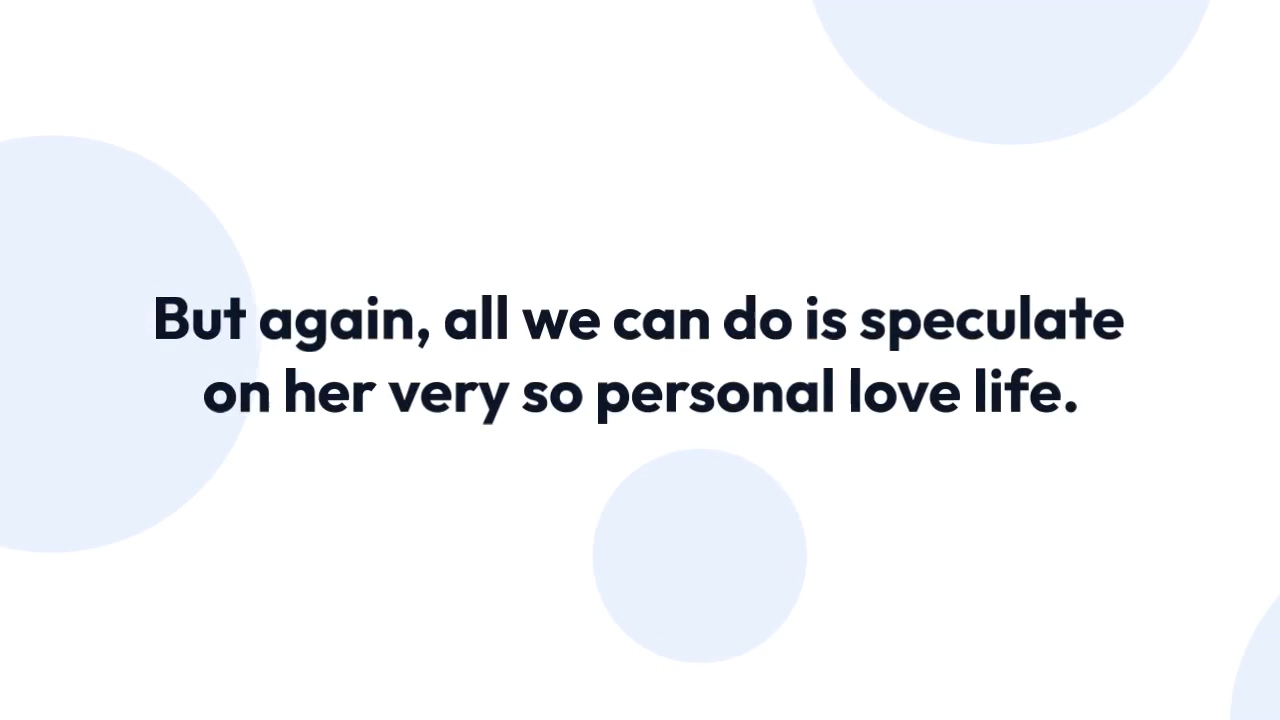 But again, all we can do is speculate
on her very so personal love life.